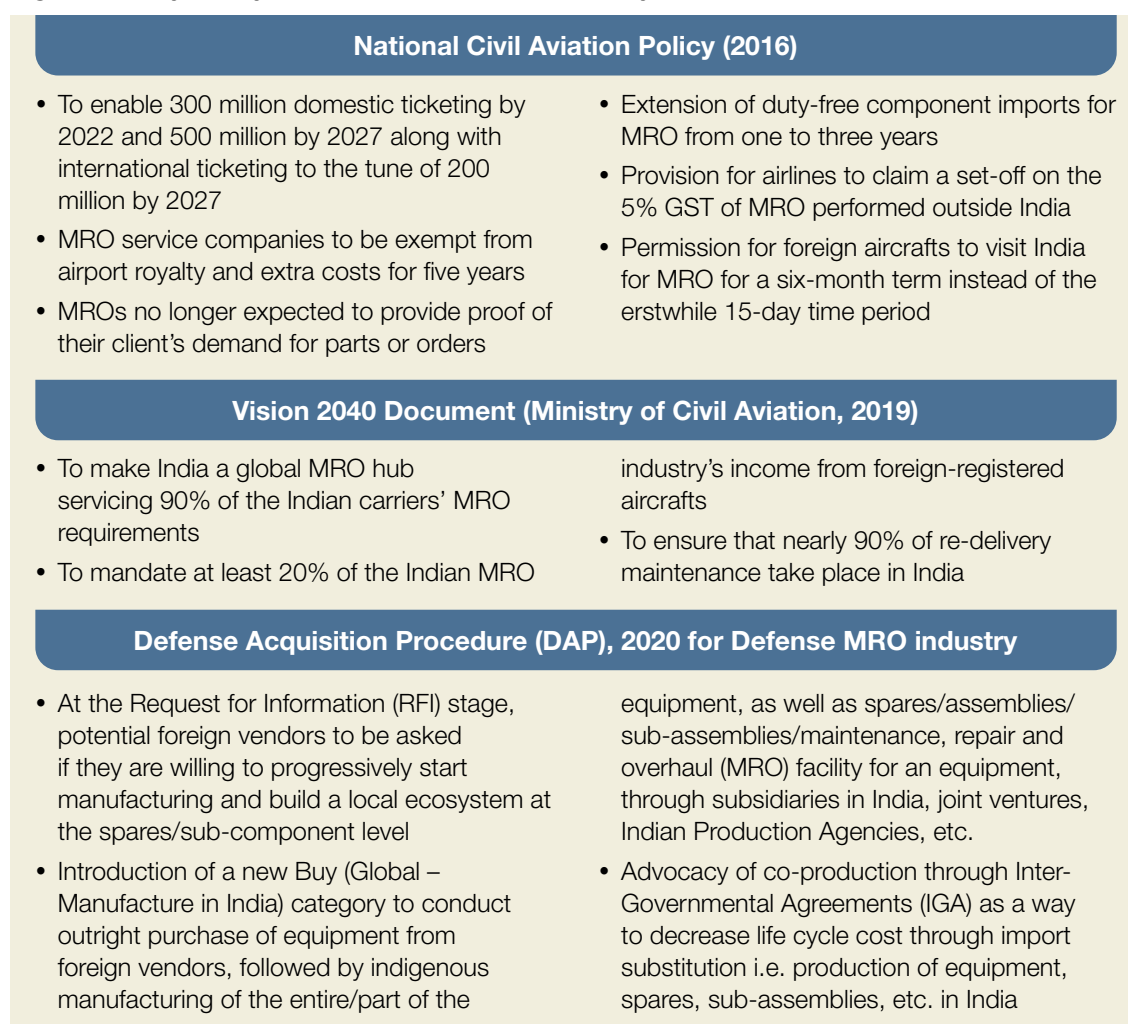 National Civil Aviation Policy (2016)
• To enable 300 million domestic ticketing by
2022 and 500 million by 2027 along with
international ticketing to the tune of 200
million by 2027
• MRO service companies to be exempt from
airport royalty and extra costs for five years
• MROs no longer expected to provide proof of
their client's demand for parts or orders
• Extension of duty-free component imports for
MRO from one to three years
• Provision for airlines to claim a set-off on the
5% GST of MRO performed outside India
• Permission for foreign aircrafts to visit India
for MRO for a six-month term instead of the
erstwhile 15-day time period
Vision 2040 Document (Ministry of Civil Aviation, 2019)
• To make India a global MRO hub
servicing 90% of the Indian carriers' MRO
requirements
• To mandate at least 20% of the Indian MRO
industry's income from foreign-registered
aircrafts
• To ensure that nearly 90% of re-delivery
maintenance take place in India
Defense Acquisition Procedure (DAP), 2020 for Defense MRO industry
• At the Request for Information (RFI) stage,
potential foreign vendors to be asked
if they are willing to progressively start
manufacturing and build a local ecosystem at
the spares/sub-component level
• Introduction of a new Buy (Global –
Manufacture in India) category to conduct
outright purchase of equipment from
foreign vendors, followed by indigenous
manufacturing of the entire/part of the
equipment, as well as spares/assemblies/
sub-assemblies/maintenance, repair and
overhaul (MRO) facility for an equipment,
through subsidiaries in India, joint ventures,
Indian Production Agencies, etc.
• Advocacy of co-production through Inter-
Governmental Agreements (IGA) as a way
to decrease life cycle cost through import
substitution i.e. production of equipment,
spares, sub-assemblies, etc. in India